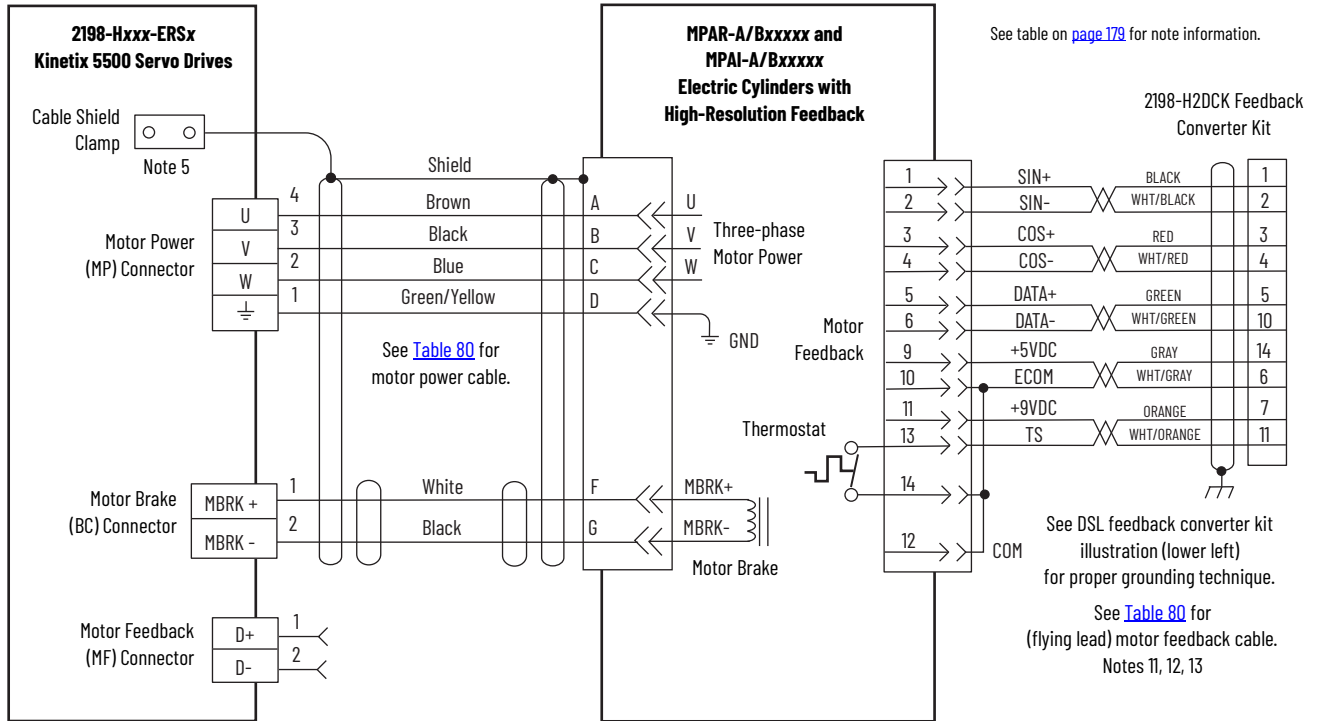 2198-Hxxx-ERSx
Kinetix 5500 Servo Drives
MPAR-A/Bxxxxx and
MPAI-A/Bxxxxx
Electric Cylinders with
High-Resolution Feedback
See table on page 179 for note information.
2198-H2DCK Feedback
Converter Kit
Cable Shield
Clamp
Note 5
Shield
Motor Power
(MP) Connector
U 4 Brown A U
V 3 Black B V
W 2 Blue C W
1 Green/Yellow D GND
Three-phase
Motor Power
See Table 80 for
motor power cable.
Motor
Feedback
1 SIN+ BLACK 1
2 SIN- WHT/BLACK 2
3 COS+ RED 3
4 COS- WHT/RED 4
5 DATA+ GREEN 5
6 DATA- WHT/GREEN 10
9 +5VDC GRAY 14
10 ECOM WHT/GRAY 6
11 +9VDC ORANGE 7
13 TS WHT/ORANGE 11
14
12 COM
Thermostat
Motor Brake
(BC) Connector
MBRK + 1 White F MBRK+
MBRK - 2 Black G MBRK-
Motor Brake
See DSL feedback converter kit
illustration (lower left)
for proper grounding technique.
See Table 80 for
(flying lead) motor feedback cable.
Notes 11, 12, 13
Motor Feedback
(MF) Connector
D+ 1
D- 2